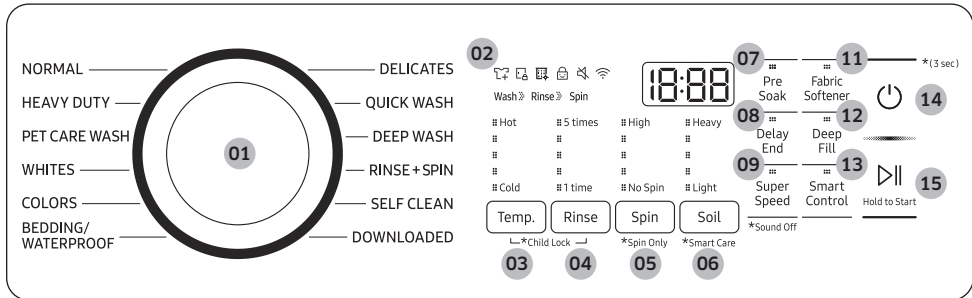 NORMAL
HEAVY DUTY
PET CARE WASH
WHITES
COLORS
BEDDING/
WATERPROOF
01
DELICATES
QUICK WASH
DEEP WASH
RINSE+SPIN
SELF CLEAN
DOWNLOADED
02
Wash» Rinse» Spin
18:88
Hot
5 times
High
Heavy
Cold
1 time
No Spin
Light
Temp.
Rinse
Spin
Soil
*Child Lock
*Spin Only
*Smart Care
03
04
05
06
07
Pre
Soak
11
Fabric
Softener
08
Delay
End
12
Deep
Fill
09
Super
Speed
13
Smart
Control
*Sound Off
*(3 sec)
14
15
Hold to Start